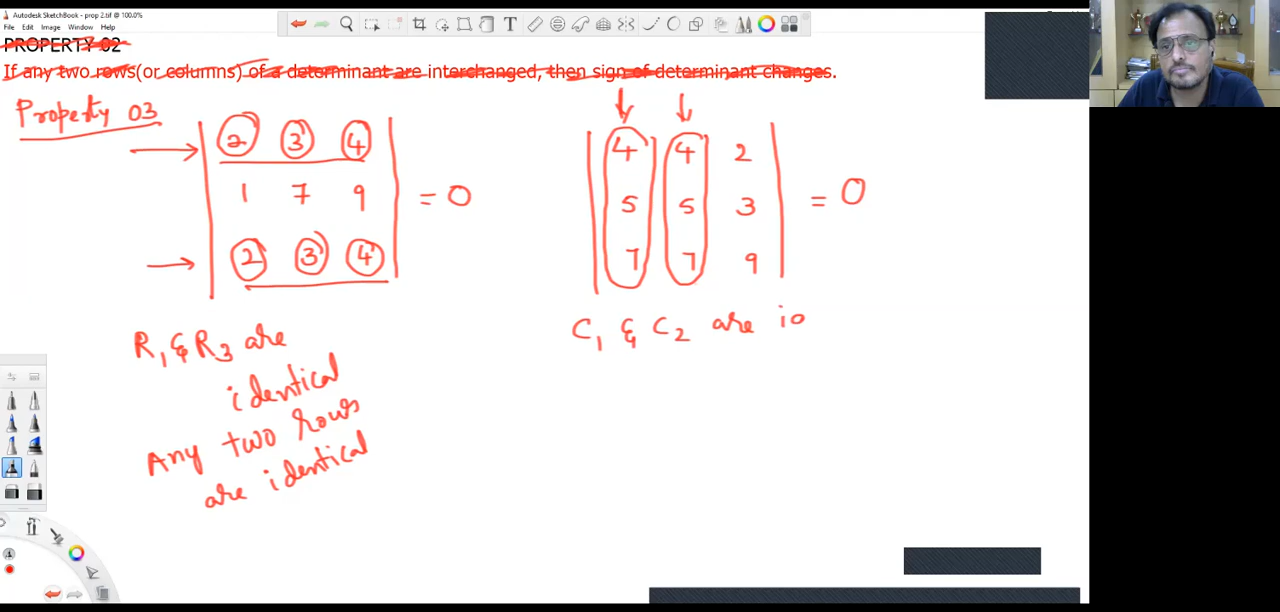 Autodesk SketchBook - prop 2.tif @ 100.0%
File Edit Image Window Help
PROPERTY 02
If any two rows(or columns) of a determinant are interchanged, then sign of determinant changes.
Property 03
2 3 4
1 7 9 = 0
2 3 4
R1 & R3 are
identical
Any two rows
are identical
4 4 2
5 5 3 = 0
7 7 9
C1 & C2 are